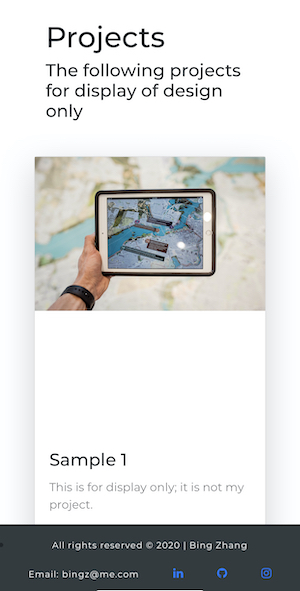 Projects
The following projects
for display of design
only
Sample 1
This is for display only; it is not my
project.
All rights reserved © 2020 | Bing Zhang
Email: bingz@me.com